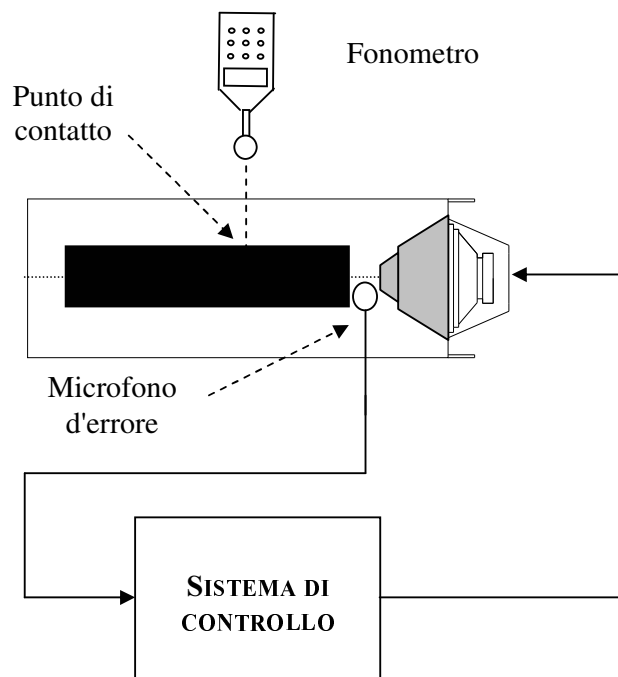 Fonometro
Punto di
contatto
Microfono
d'errore
SISTEMA DI
CONTROLLO